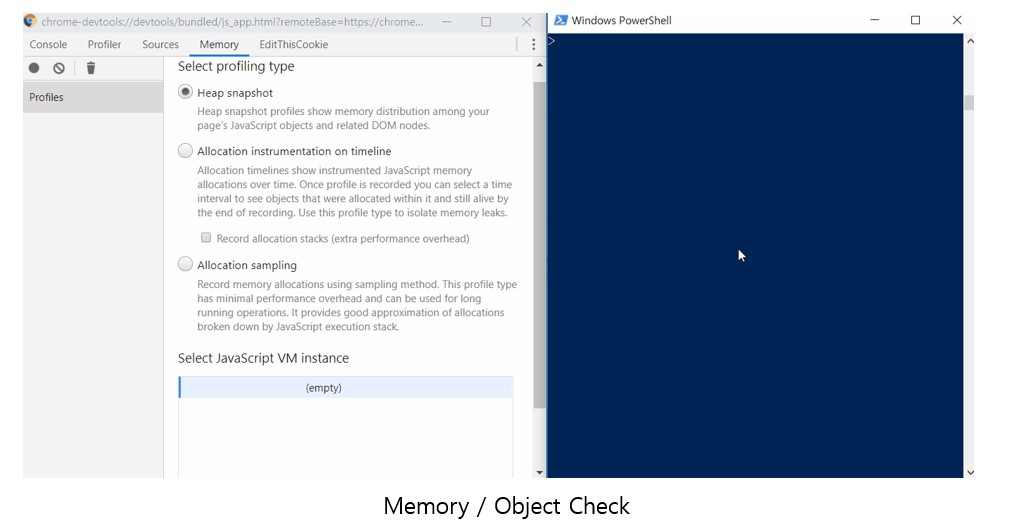 chrome-devtools://devtools/bundled/js_app.html?remoteBase=https://chrome...
Console Profiler Sources Memory EditThisCookie
Profiles
Select profiling type
Heap snapshot
Heap snapshot profiles show memory distribution among your
page's JavaScript objects and related DOM nodes.
Allocation instrumentation on timeline
Allocation timelines show instrumented JavaScript memory
allocations over time. Once profile is recorded you can select a time
interval to see objects that were allocated within it and still alive by
the end of recording. Use this profile type to isolate memory leaks.
Record allocation stacks (extra performance overhead)
Allocation sampling
Record memory allocations using sampling method. This profile type
has minimal performance overhead and can be used for long
running operations. It provides good approximation of allocations
broken down by JavaScript execution stack.
Select JavaScript VM instance
(empty)
Windows PowerShell
>
Memory / Object Check